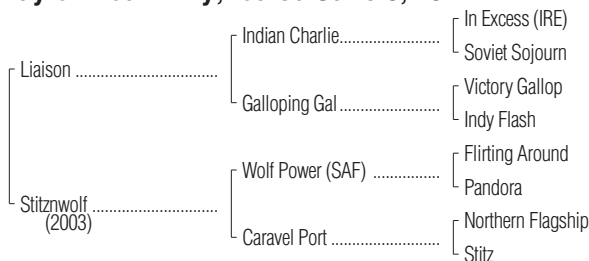 In Excess (IRE)
Indian Charlie
Soviet Sojourn
Liaison
Victory Gallop
Galloping Gal
Indy Flash
Flirting Around
Wolf Power (SAF)
Pandora
Stitznwolf
(2003)
Northern Flagship
Caravel Port
Stitz